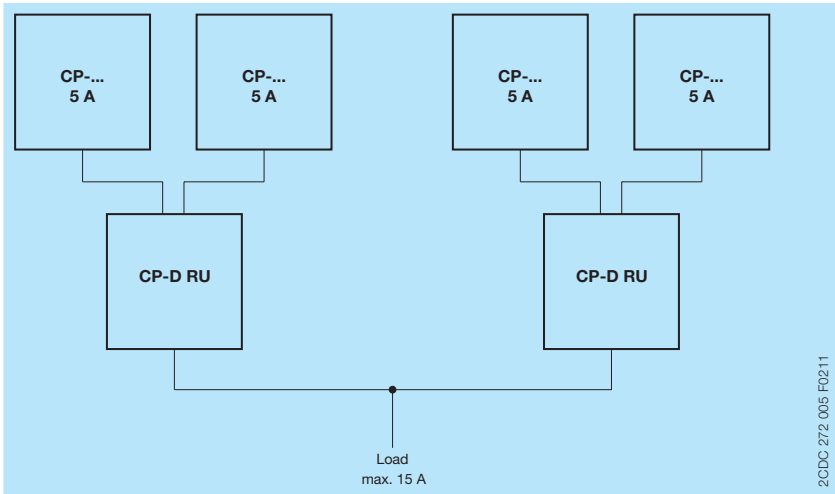 CP-...
5 A
CP-...
5 A
CP-...
5 A
CP-...
5 A
CP-D RU
CP-D RU
Load
max. 15 A
2CDC 272 005 F0211